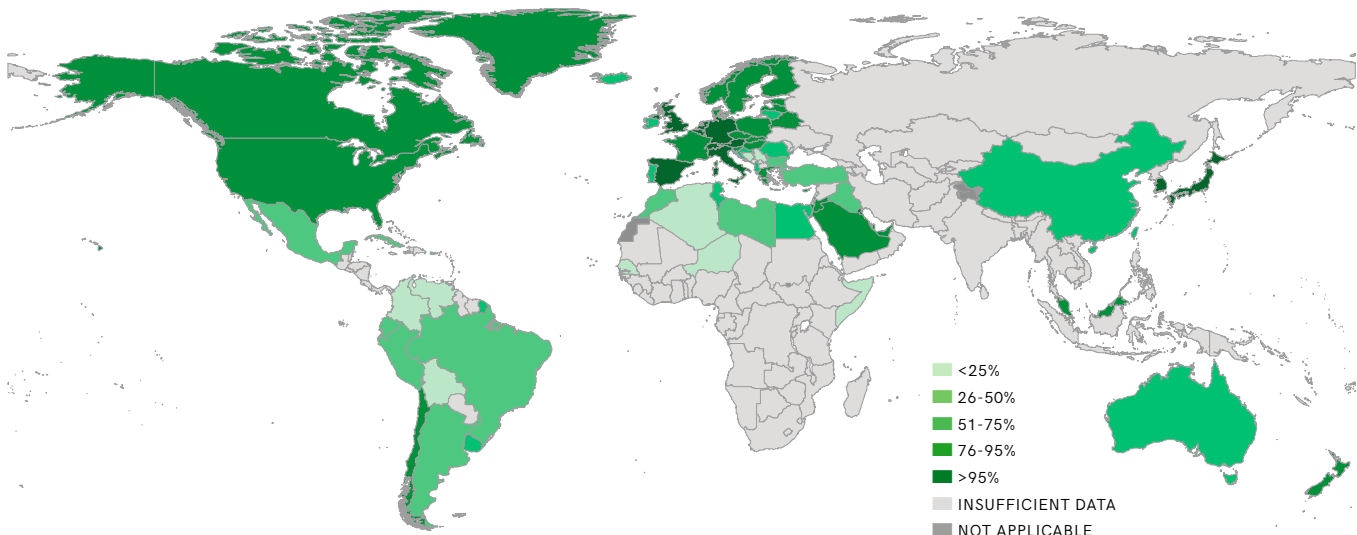 <25%
26-50%
51-75%
76-95%
>95%
INSUFFICIENT DATA
NOT APPLICABLE